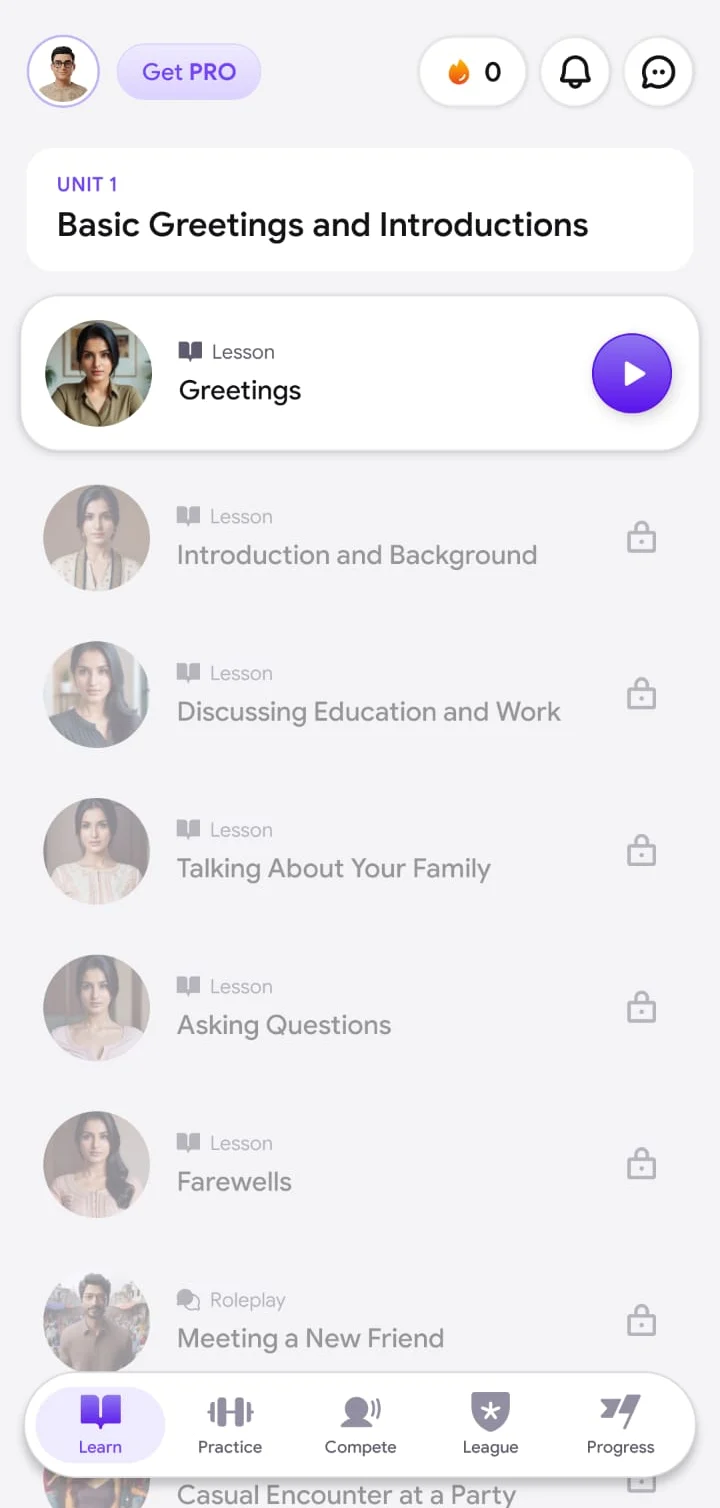 Get PRO
0
UNIT 1
Basic Greetings and Introductions
Lesson
Greetings
Lesson
Introduction and Background
Lesson
Discussing Education and Work
Lesson
Talking About Your Family
Lesson
Asking Questions
Lesson
Farewells
Roleplay
Meeting a New Friend
Learn
Practice
Compete
League
Progress
Casual Encounter at a Party